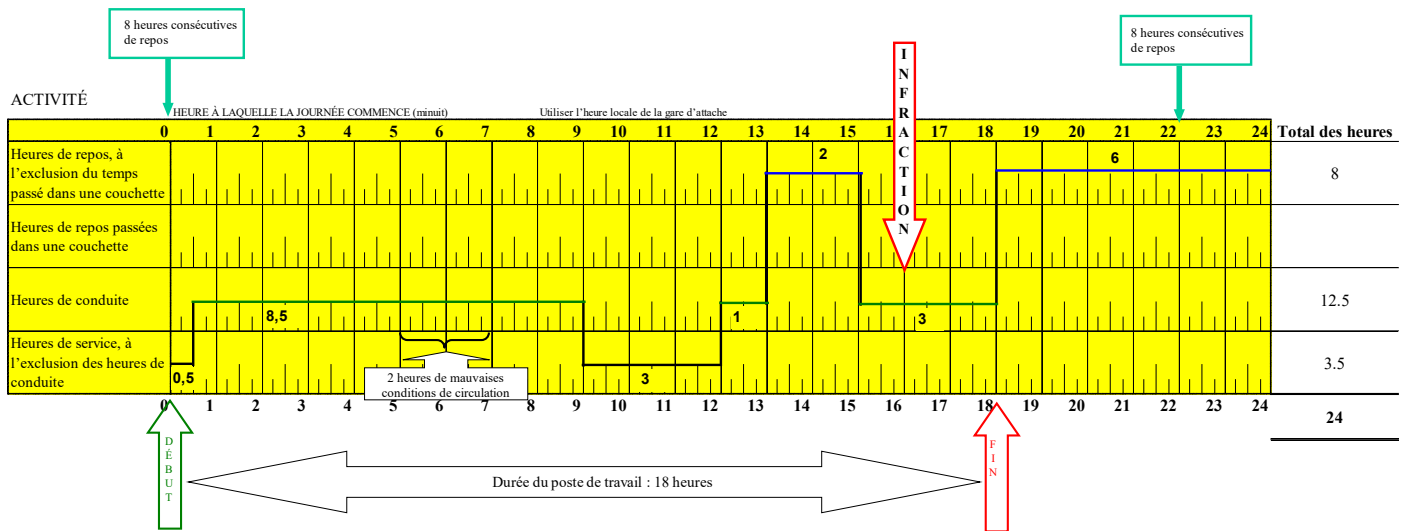 8 heures consécutives
de repos
8 heures consécutives
de repos
INFRACTION
ACTIVITÉ
HEURE À LAQUELLE LA JOURNÉE COMMENCE (minuit)
Utiliser l'heure locale de la gare d'attache
0 1 2 3 4 5 6 7 8 9 10 11 12 13 14 15 1 17 18 19 20 21 22 23 24 Total des heures
Heures de repos, à
l'exclusion du temps
passé dans une couchette
2
6
8
Heures de repos passées
dans une couchette
Heures de conduite
8,5
1
3
12.5
Heures de service, à
l'exclusion des heures de
conduite
0,5
3
3.5
2 heures de mauvaises
conditions de circulation
0 1 2 3 4 5 6 7 8 9 10 11 12 13 14 15 16 17 18 19 20 21 22 23 24
24
DÉBUT
Durée du poste de travail : 18 heures
FIN